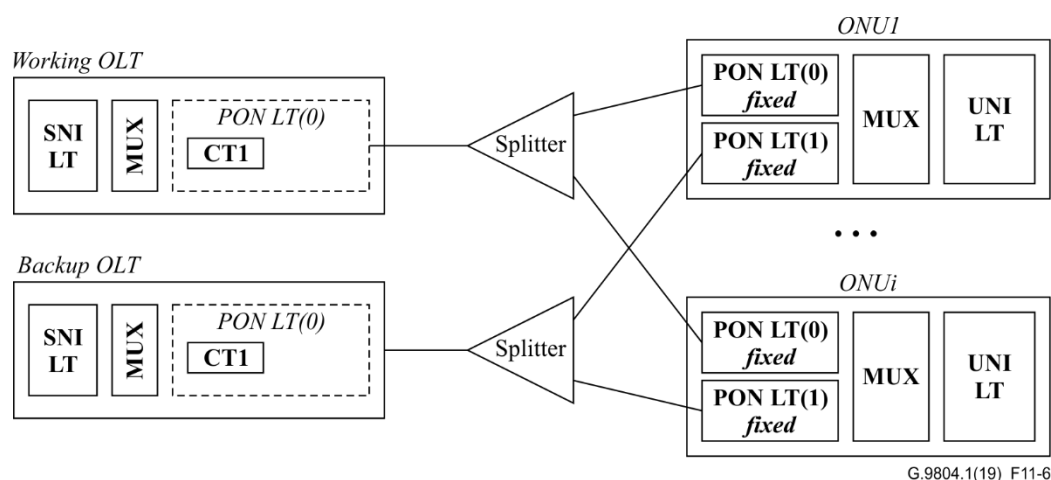 Working OLT
SNI
LT
MUX
PON LT(0)
CT1
Splitter
ONU1
PON LT(0)
fixed
PON LT(1)
fixed
MUX
UNI
LT
• • •
Backup OLT
SNI
LT
MUX
PON LT(0)
CT1
Splitter
ONUi
PON LT(0)
fixed
PON LT(1)
fixed
MUX
UNI
LT
G.9804.1(19)_F11-6